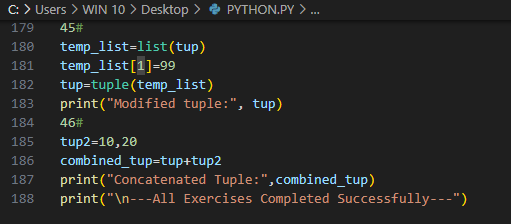 C: > Users > WIN 10 > Desktop > PYTHON.PY > ...
179 45#
180 temp_list=list(tup)
181 temp_list[1]=99
182 tup=tuple(temp_list)
183 print("Modified tuple:", tup)
184 46#
185 tup2=10,20
186 combined_tup=tup+tup2
187 print("Concatenated Tuple:",combined_tup)
188 print("\n---All Exercises Completed Successfully---")